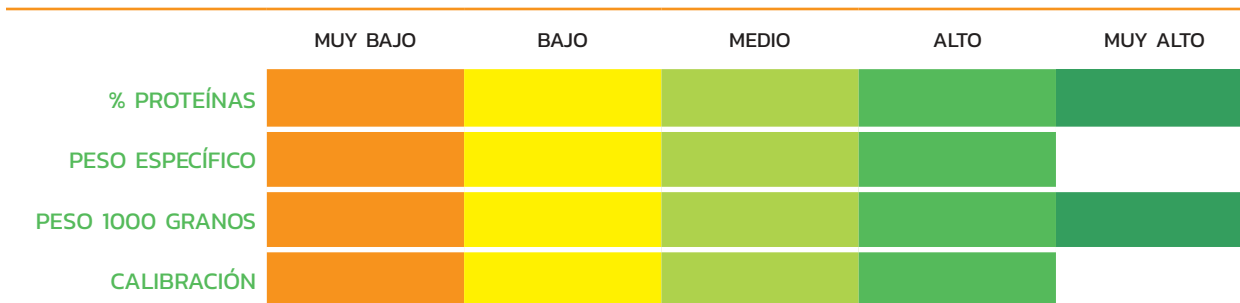 MUY BAJO BAJO MEDIO ALTO MUY ALTO
% PROTEÍNAS
PESO ESPECÍFICO
PESO 1000 GRANOS
CALIBRACIÓN